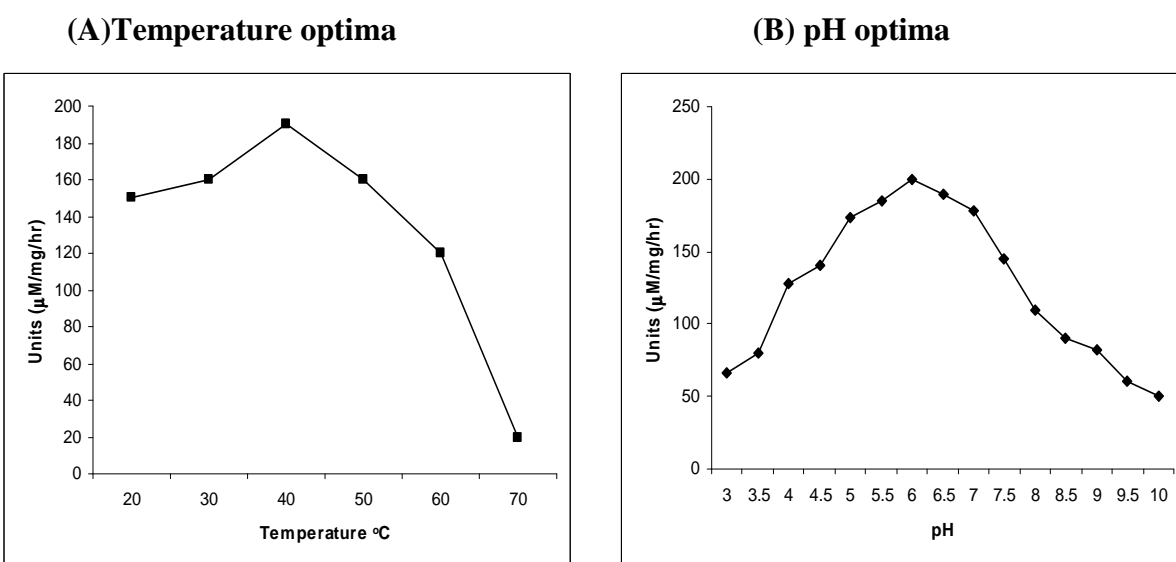 (A)Temperature optima
200
180
160
140
120
100
80
60
40
20
0
Units (µM/mg/hr)
20 30 40 50 60 70
Temperature ºC
(B) pH optima
250
200
150
100
50
0
Units (µM/mg/hr)
3 3.5 4 4.5 5 5.5 6 6.5 7 7.5 8 8.5 9 9.5 10
pH